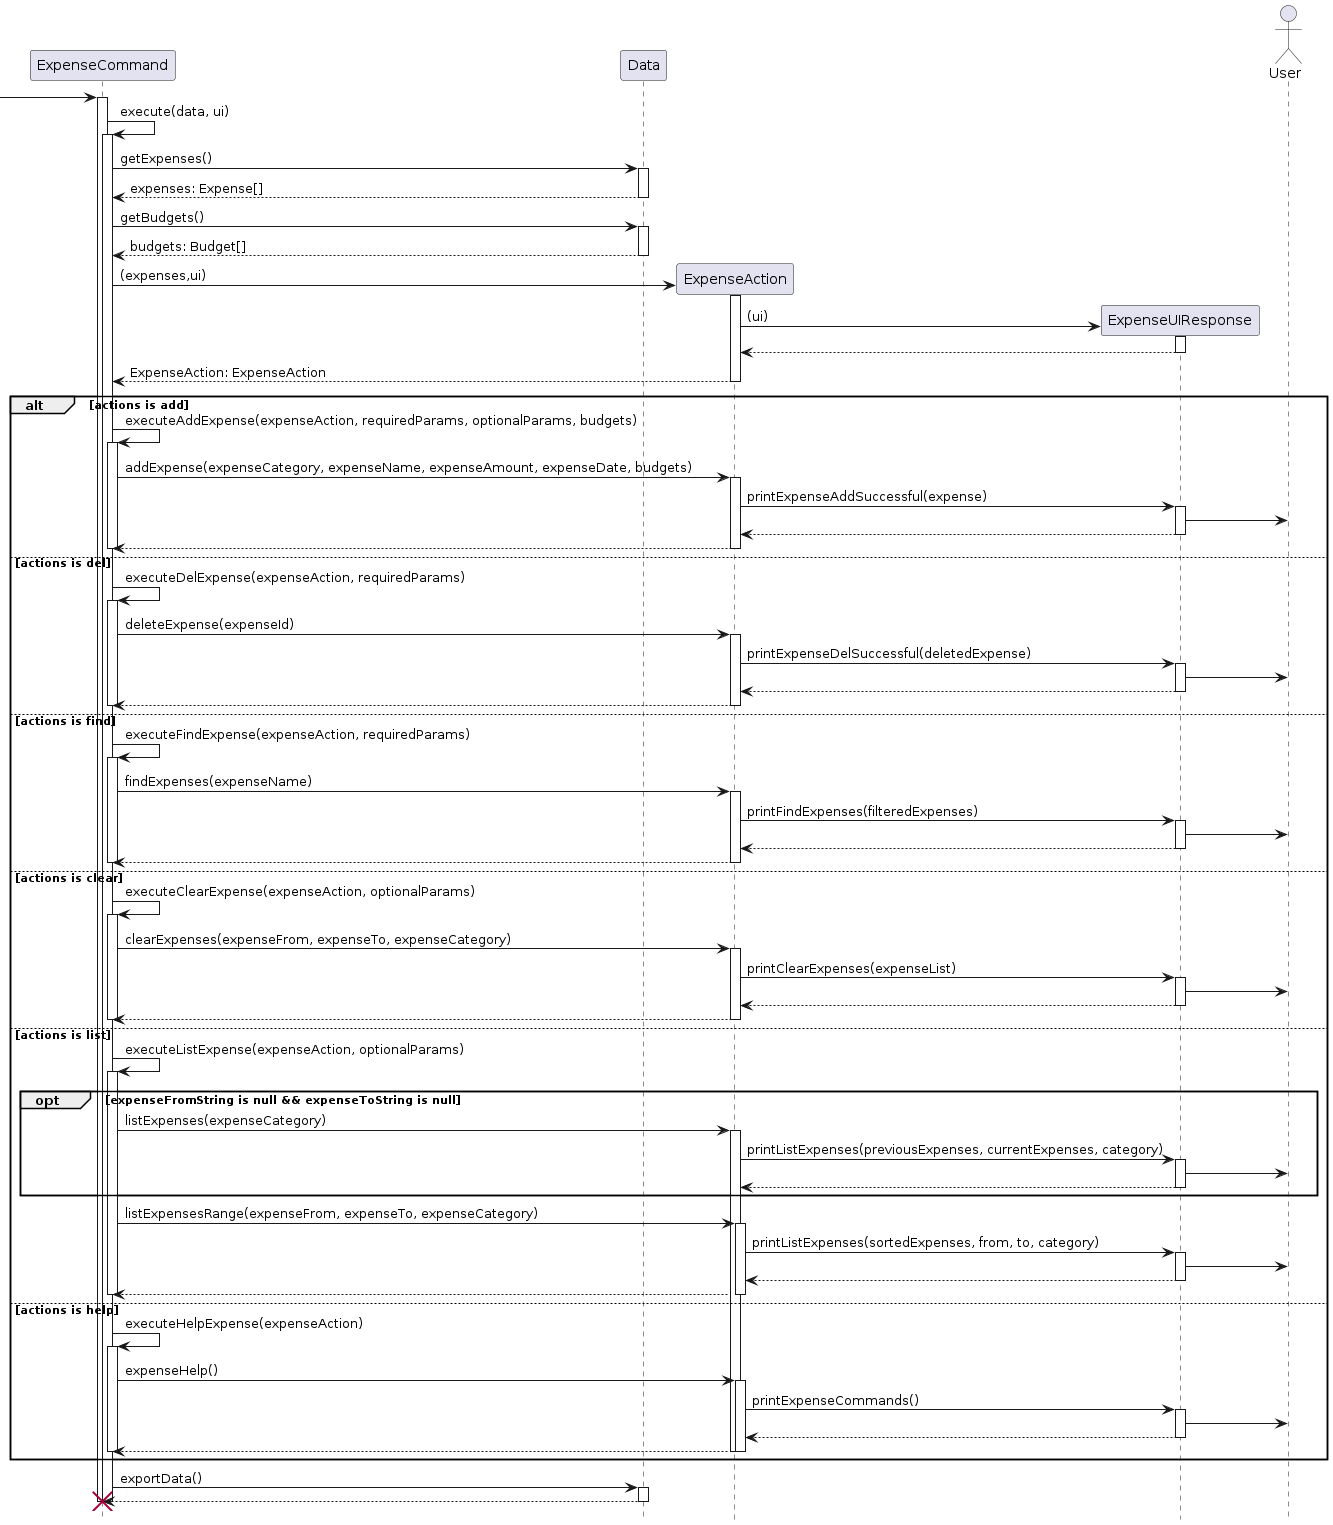 User
ExpenseCommand
Data
execute(data, ui)
getExpenses()
expenses: Expense[]
getBudgets()
budgets: Budget[]
(expenses,ui)
ExpenseAction
(ui)
ExpenseUIResponse
ExpenseAction: ExpenseAction
alt
[actions is add]
executeAddExpense(expenseAction, requiredParams, optionalParams, budgets)
addExpense(expenseCategory, expenseName, expenseAmount, expenseDate, budgets)
printExpenseAddSuccessful(expense)
[actions is del]
executeDelExpense(expenseAction, requiredParams)
deleteExpense(expenseId)
printExpenseDelSuccessful(deletedExpense)
[actions is find]
executeFindExpense(expenseAction, requiredParams)
findExpenses(expenseName)
printFindExpenses(filteredExpenses)
[actions is clear]
executeClearExpense(expenseAction, optionalParams)
clearExpenses(expenseFrom, expenseTo, expenseCategory)
printClearExpenses(expenseList)
[actions is list]
executeListExpense(expenseAction, optionalParams)
opt
[expenseFromString is null && expenseToString is null]
listExpenses(expenseCategory)
printListExpenses(previousExpenses, currentExpenses, category)
listExpensesRange(expenseFrom, expenseTo, expenseCategory)
printListExpenses(sortedExpenses, from, to, category)
[actions is help]
executeHelpExpense(expenseAction)
expenseHelp()
printExpenseCommands()
exportData()